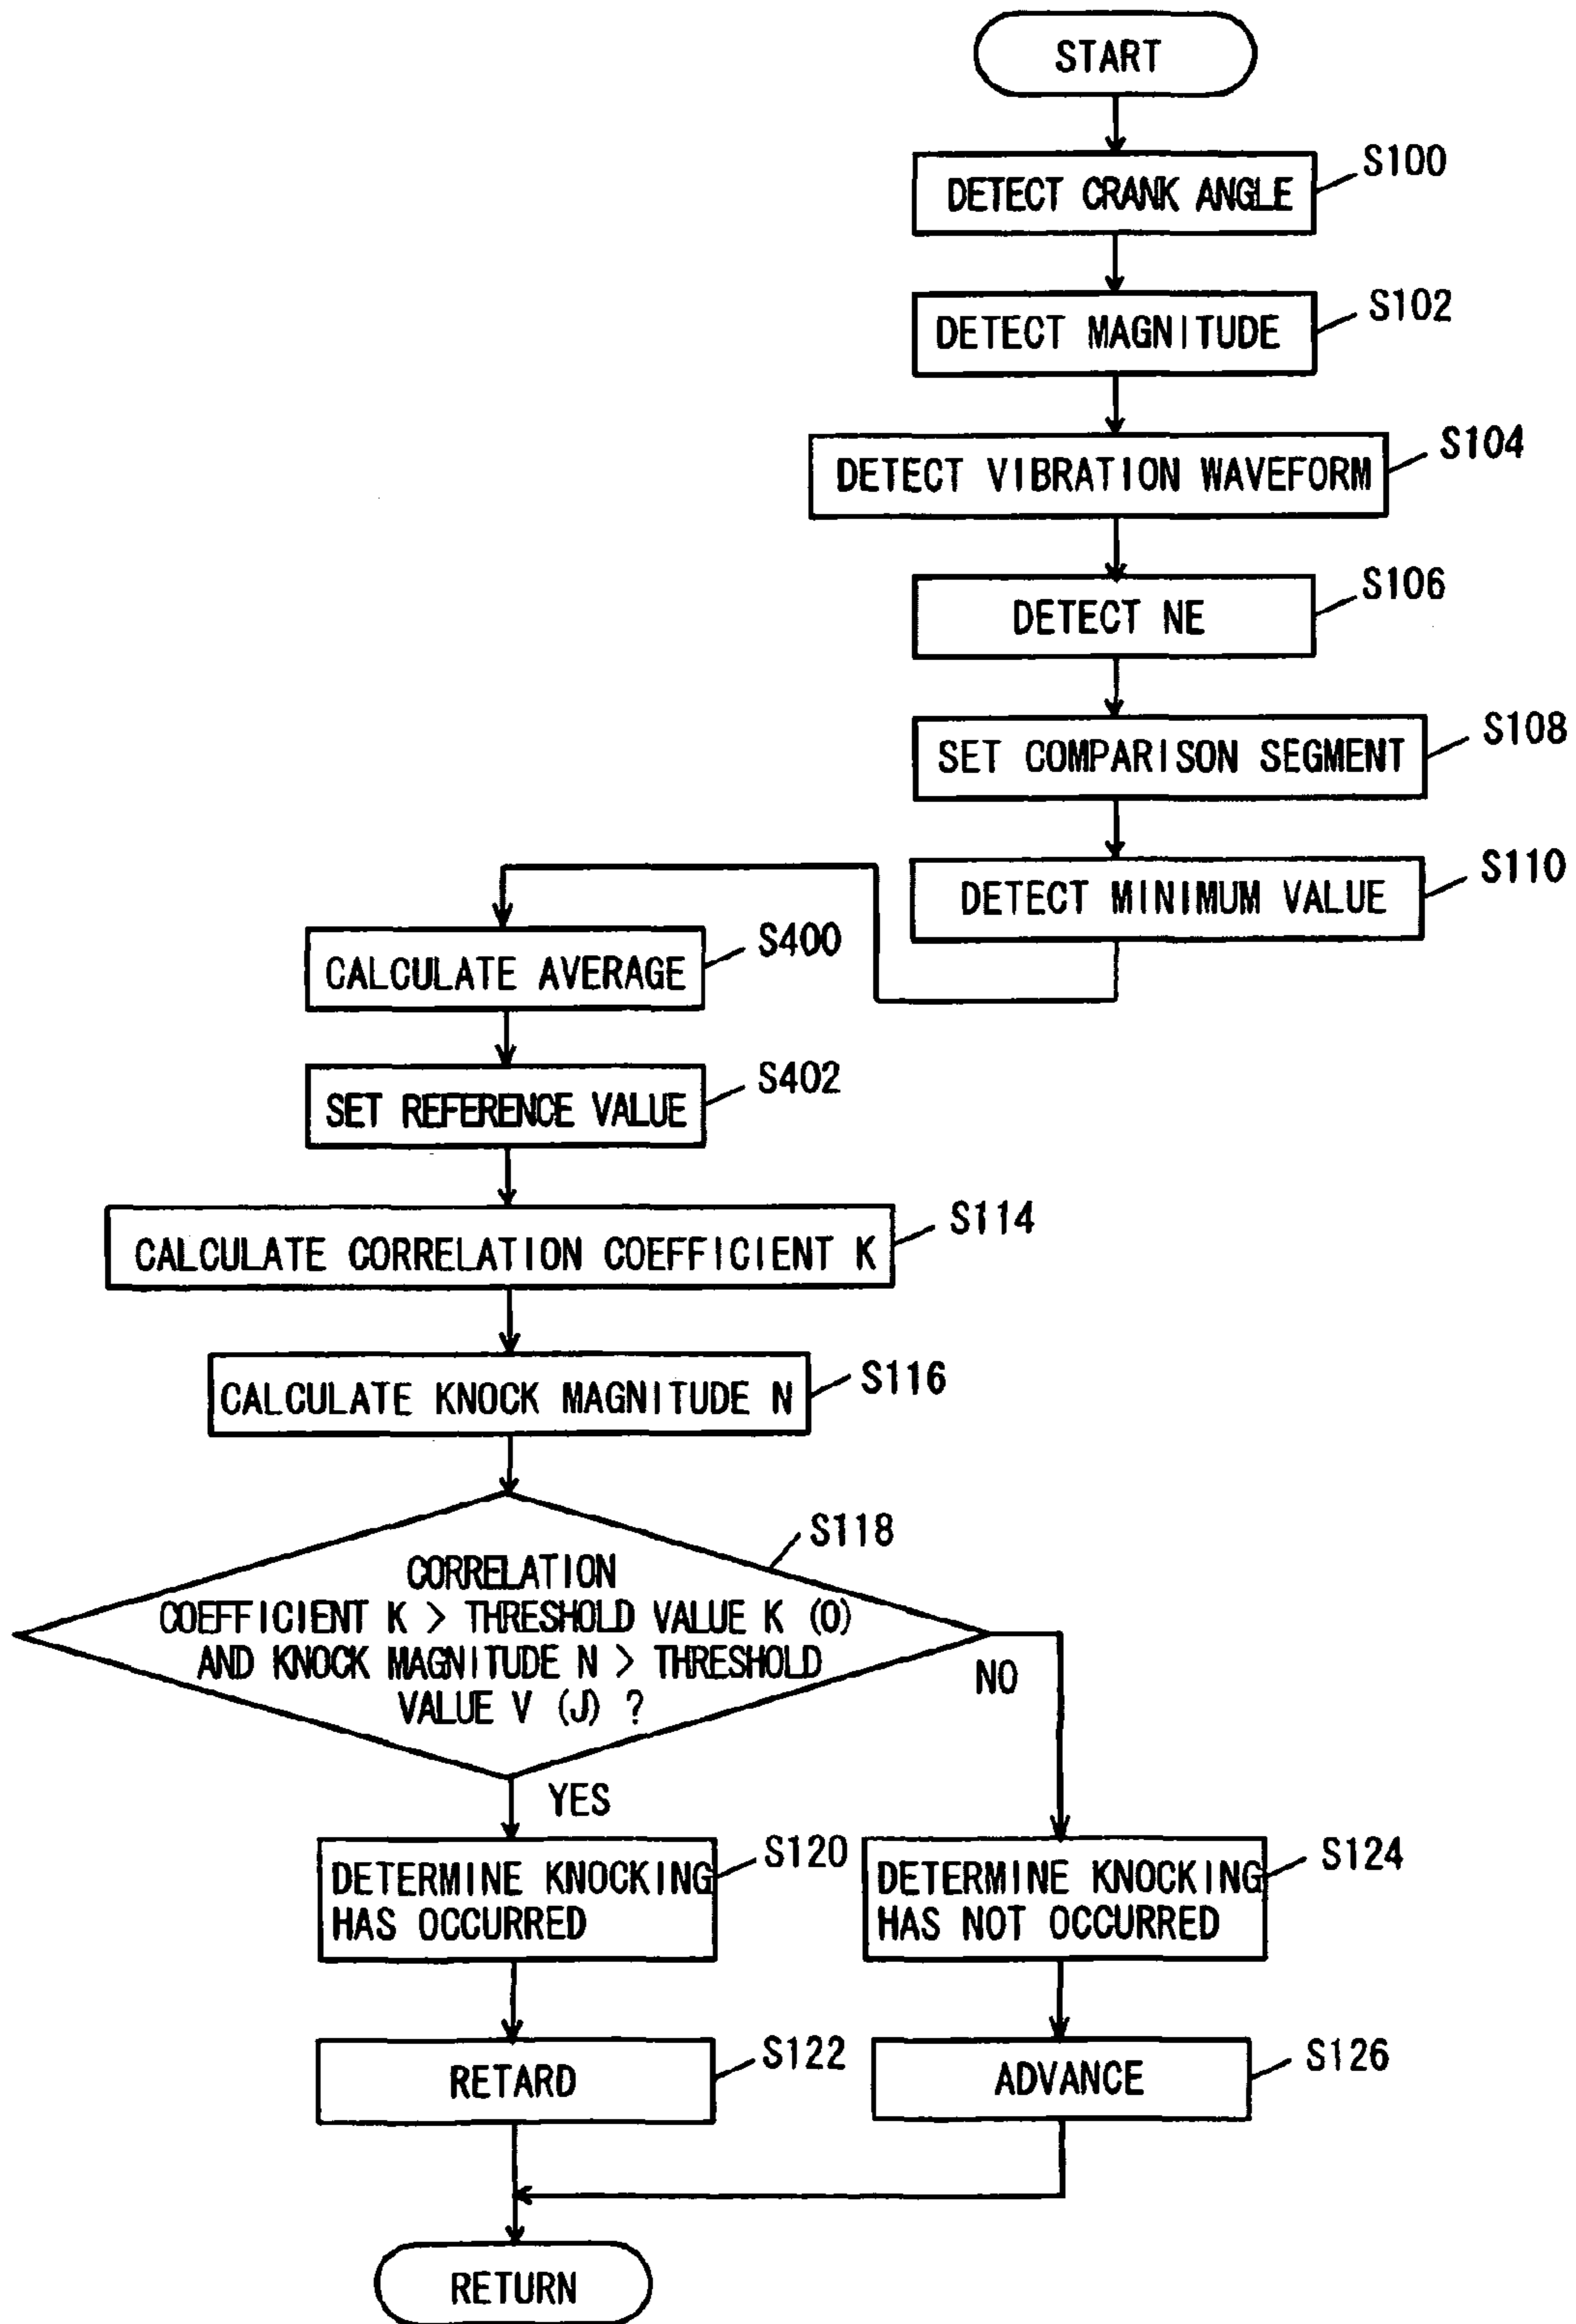 START
S100
DETECT CRANK ANGLE
S102
DETECT MAGNITUDE
S104
DETECT VIBRATION WAVEFORM
S106
DETECT NE
S108
SET COMPARISON SEGMENT
S110
DETECT MINIMUM VALUE
S400
CALCULATE AVERAGE
S402
SET REFERENCE VALUE
S114
CALCULATE CORRELATION COEFFICIENT K
S116
CALCULATE KNOCK MAGNITUDE N
S118
CORRELATION
COEFFICIENT K > THRESHOLD VALUE K (0)
AND KNOCK MAGNITUDE N > THRESHOLD
VALUE V (J) ?
NO
YES
S120
DETERMINE KNOCKING
HAS OCCURRED
S124
DETERMINE KNOCKING
HAS NOT OCCURRED
S122
RETARD
S126
ADVANCE
RETURN